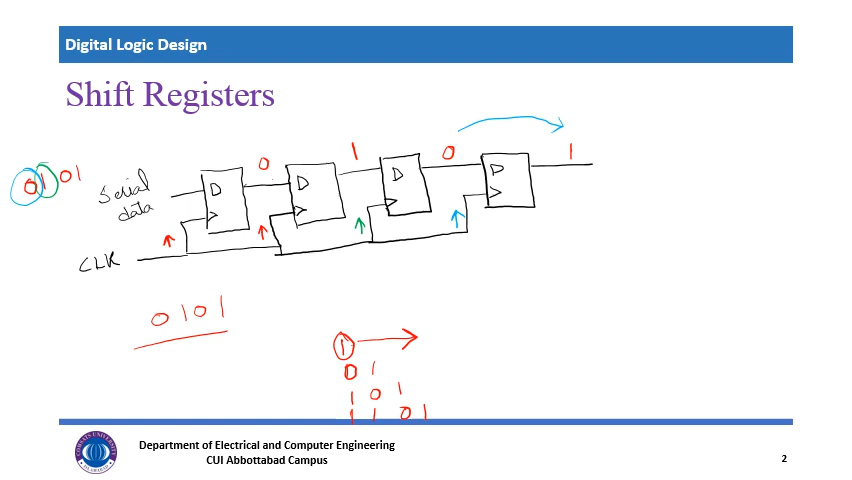 Digital Logic Design
Shift Registers
0 1 0 1
0101
Serial data
D
D
D
D
CLK
0101
1
0 1
1 0 1
1 1 0 1
Department of Electrical and Computer Engineering
CUI Abbottabad Campus
2